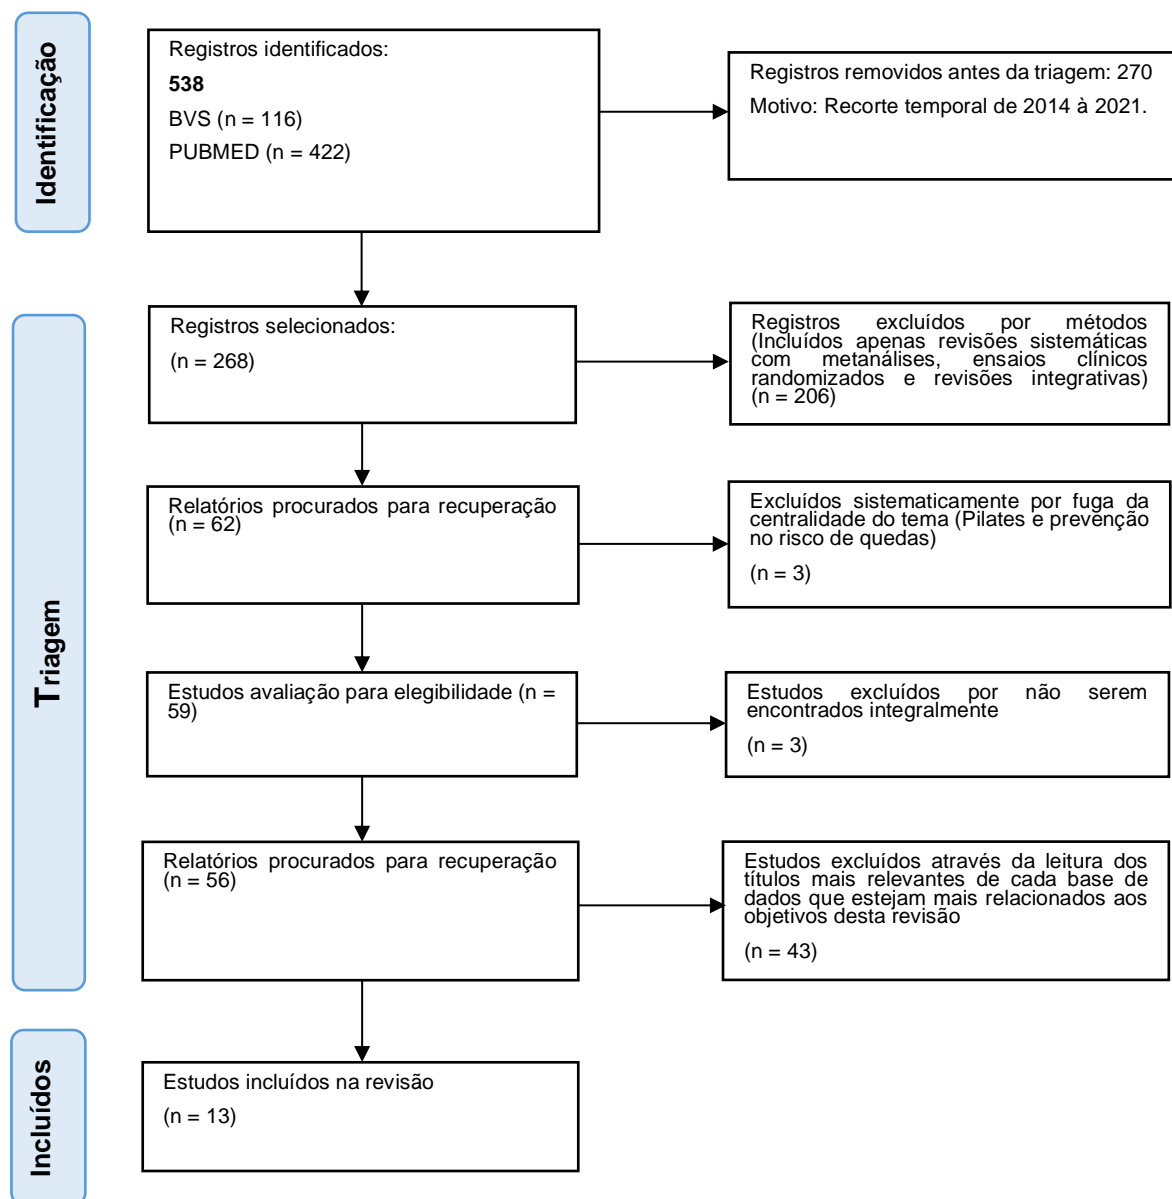 Identificação
Registros identificados:
538
BVS (n = 116)
PUBMED (n = 422)
Registros removidos antes da triagem: 270
Motivo: Recorte temporal de 2014 à 2021.
Triagem
Registros selecionados:
(n = 268)
Registros excluídos por métodos
(Incluídos apenas revisões sistemáticas
com metanálises, ensaios clínicos
randomizados e revisões integrativas)
(n = 206)
Relatórios procurados para recuperação
(n = 62)
Excluídos sistematicamente por fuga da
centralidade do tema (Pilates e prevenção
no risco de quedas)
(n = 3)
Estudos avaliação para elegibilidade (n =
59)
Estudos excluídos por não serem
encontrados integralmente
(n = 3)
Relatórios procurados para recuperação
(n = 56)
Estudos excluídos através da leitura dos
títulos mais relevantes de cada base de
dados que estejam mais relacionados aos
objetivos desta revisão
(n = 43)
Incluídos
Estudos incluídos na revisão
(n = 13)